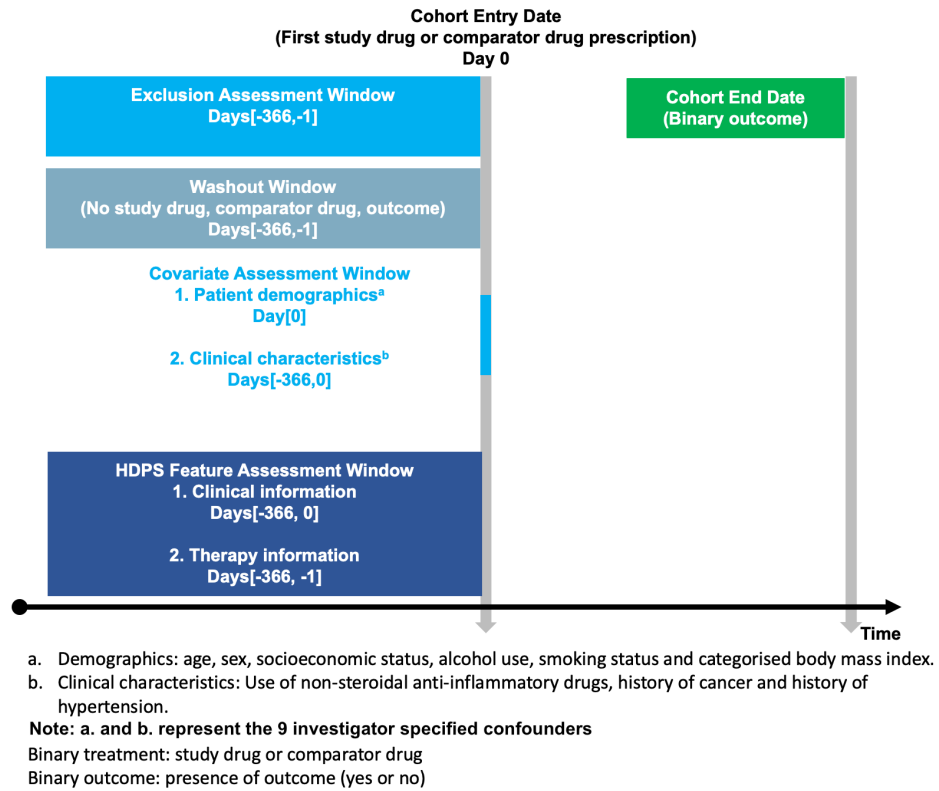 Cohort Entry Date
(First study drug or comparator drug prescription)
Day 0
Exclusion Assessment Window
Days[-366,-1]
Cohort End Date
(Binary outcome)
Washout Window
(No study drug, comparator drug, outcome)
Days[-366,-1]
Covariate Assessment Window
1. Patient demographicsᵃ
Day[0]
2. Clinical characteristicsᵇ
Days[-366,0]
HDPS Feature Assessment Window
1. Clinical information
Days[-366, 0]
2. Therapy information
Days[-366, -1]
Time
a. Demographics: age, sex, socioeconomic status, alcohol use, smoking status and categorised body mass index.
b. Clinical characteristics: Use of non-steroidal anti-inflammatory drugs, history of cancer and history of
hypertension.
Note: a. and b. represent the 9 investigator specified confounders
Binary treatment: study drug or comparator drug
Binary outcome: presence of outcome (yes or no)